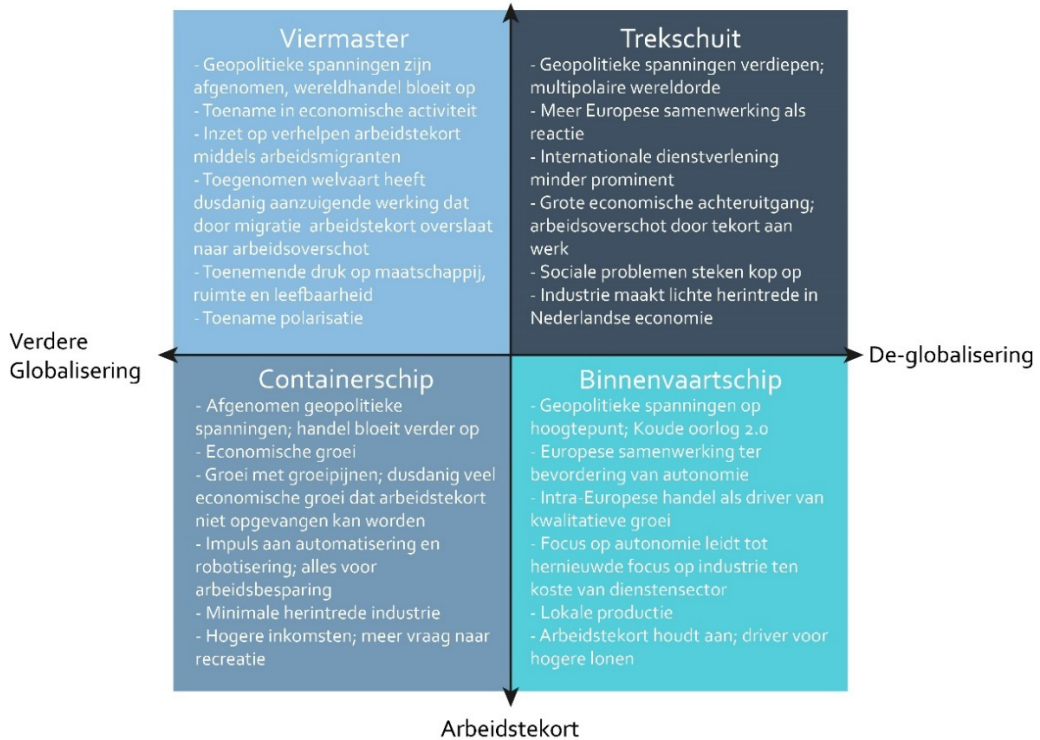 Viermaster
- Geopolitieke spanningen zijn
afgenomen, wereldhandel bloeit op
- Toename in economische activiteit
- Inzet op verhelpen arbeidstekort
middels arbeidsmigranten
- Toegenomen welvaart heeft
dusdanig aanzuigende werking dat
door migratie arbeidstekort overslaat
naar arbeidsoverschot
- Toenemende druk op maatschappij,
ruimte en leefbaarheid
- Toename polarisatie
Trekschuit
- Geopolitieke spanningen verdiepen;
multipolaire wereldorde
- Meer Europese samenwerking als
reactie
- Internationale dienstverlening
minder prominent
- Grote economische achteruitgang;
arbeidsoverschot door tekort aan
werk
- Sociale problemen steken kop op
- Industrie maakt lichte herintrede in
Nederlandse economie
Verdere
Globalisering
De-globalisering
Containerschip
- Afgenomen geopolitieke
spanningen; handel bloeit verder op
- Economische groei
- Groei met groeipijnen; dusdanig veel
economische groei dat arbeidstekort
niet opgevangen kan worden
- Impuls aan automatisering en
robotisering; alles voor
arbeidsbesparing
- Minimale herintrede industrie
- Hogere inkomsten; meer vraag naar
recreatie
Binnenvaartschip
- Geopolitieke spanningen op
hoogtepunt; Koude oorlog 2.0
- Europese samenwerking ter
bevordering van autonomie
- Intra-Europese handel als driver van
kwalitatieve groei
- Focus op autonomie leidt tot
hernieuwde focus op industrie ten
koste van dienstensector
- Lokale productie
- Arbeidstekort houdt aan; driver voor
hogere lonen
Arbeidstekort